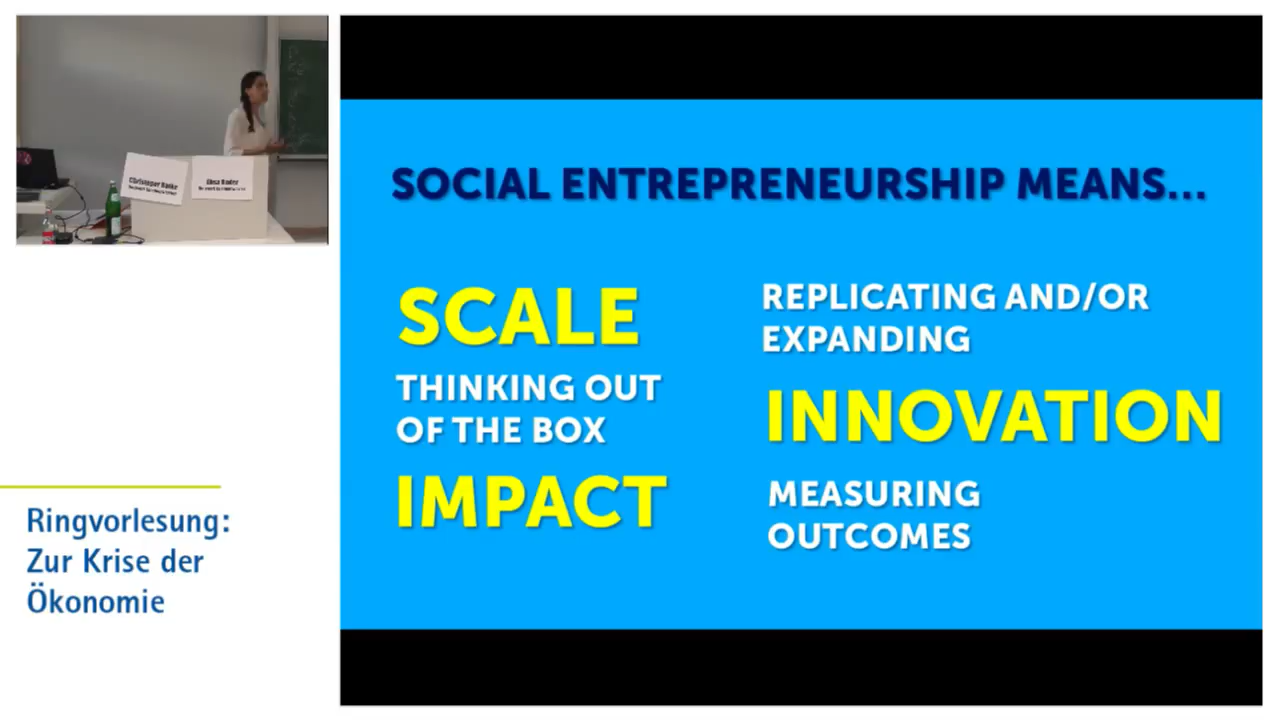 SOCIAL ENTREPRENEURSHIP MEANS...
SCALE
REPLICATING AND/OR
EXPANDING
THINKING OUT
OF THE BOX
INNOVATION
IMPACT
MEASURING
OUTCOMES
Ringvorlesung:
Zur Krise der
Ökonomie